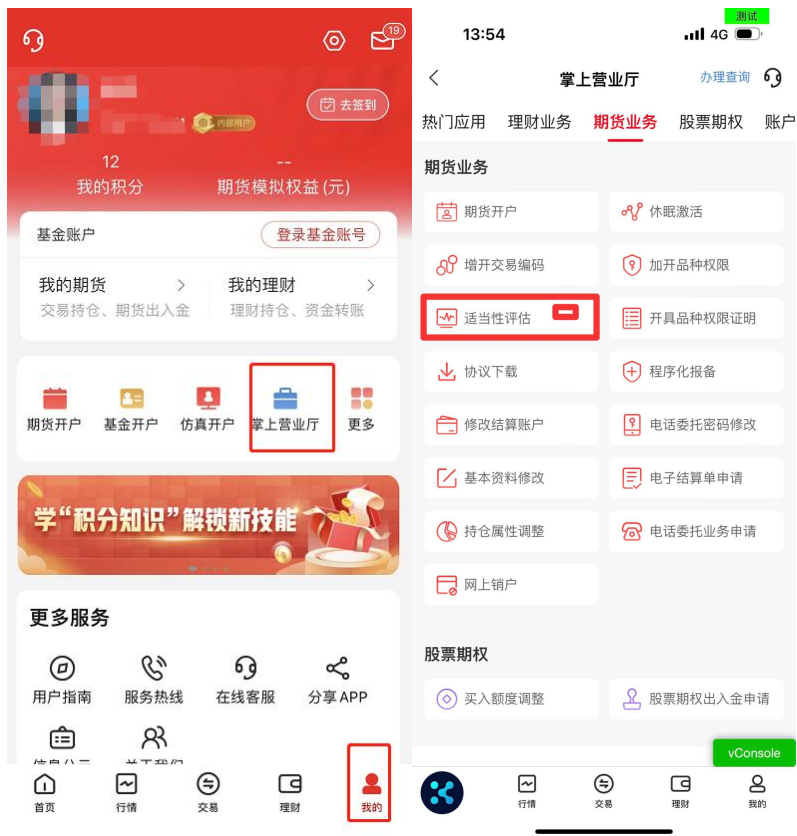 19
内部用户
去签到
12
--
我的积分
期货模拟权益(元)
基金账户
登录基金账号
我的期货
交易持仓、期货出入金
我的理财
理财持仓、资金转账
期货开户
基金开户
仿真开户
掌上营业厅
更多
学“积分知识”解锁新技能
更多服务
用户指南
服务热线
在线客服
分享APP
首页
行情
交易
理财
我的
测试
13:54
4G
掌上营业厅
办理查询
热门应用
理财业务
期货业务
股票期权
账户
期货业务
期货开户
休眠激活
增开交易编码
加开品种权限
适当性评估
开具品种权限证明
协议下载
程序化报备
修改结算账户
电话委托密码修改
基本资料修改
电子结算单申请
持仓属性调整
电话委托业务申请
网上销户
股票期权
买入额度调整
股票期权出入金申请
vConsole
行情
交易
理财
我的